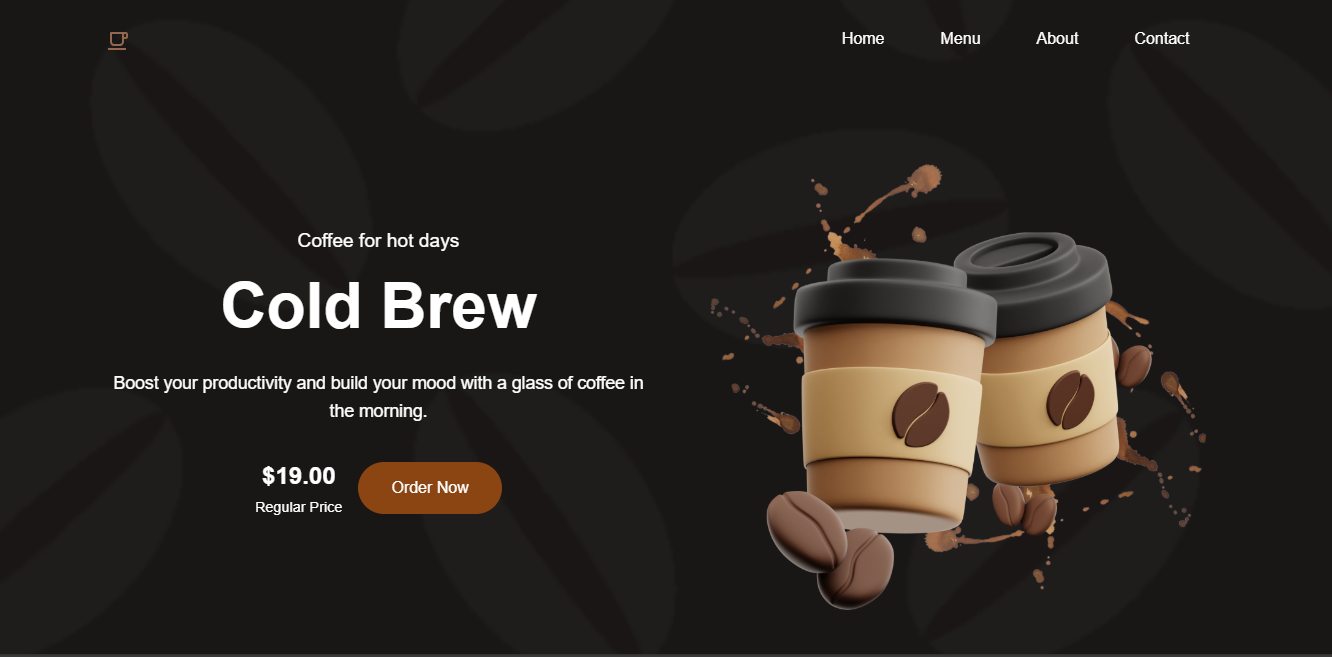 Home Menu About Contact
Coffee for hot days
Cold Brew
Boost your productivity and build your mood with a glass of coffee in
the morning.
$19.00
Regular Price
Order Now